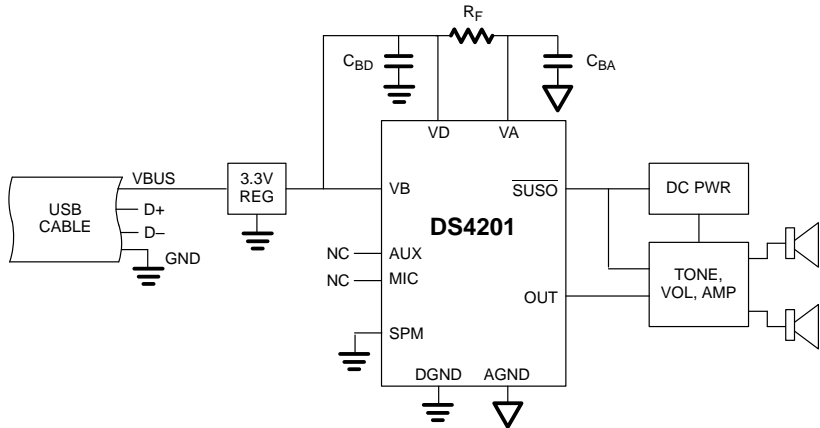 R_F
C_BD
C_BA
VD
VA
VBUS
3.3V
REG
VB
SUSO
DC PWR
USB
CABLE
D+
D–
DS4201
GND
NC
AUX
NC
MIC
TONE,
VOL, AMP
OUT
SPM
DGND
AGND